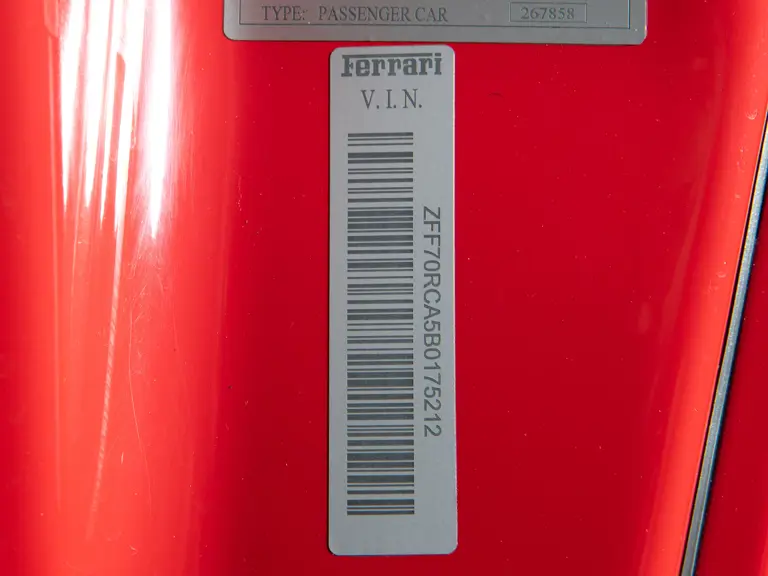 TYPE: PASSENGER CAR 267858
Ferrari
V. I. N.
ZFF70RCA5B0175212